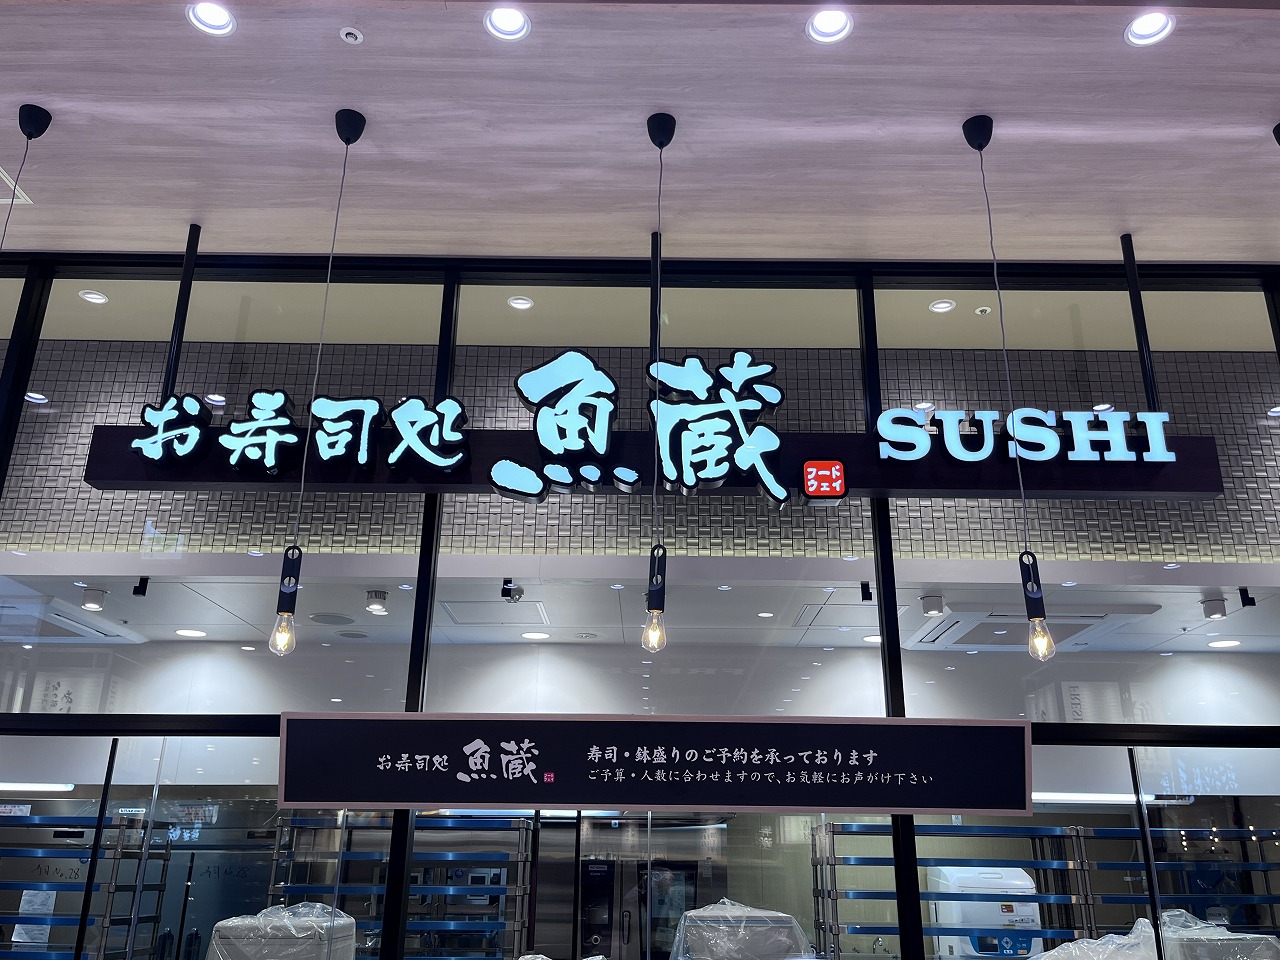 お寿司処 魚蔵 SUSHI
フード
ウェイ
お寿司処 魚蔵
寿司・鉢盛りのご予約を承っております
ご予算・人数に合わせますので、お気軽にお声がけ下さい
FRESH
No.28